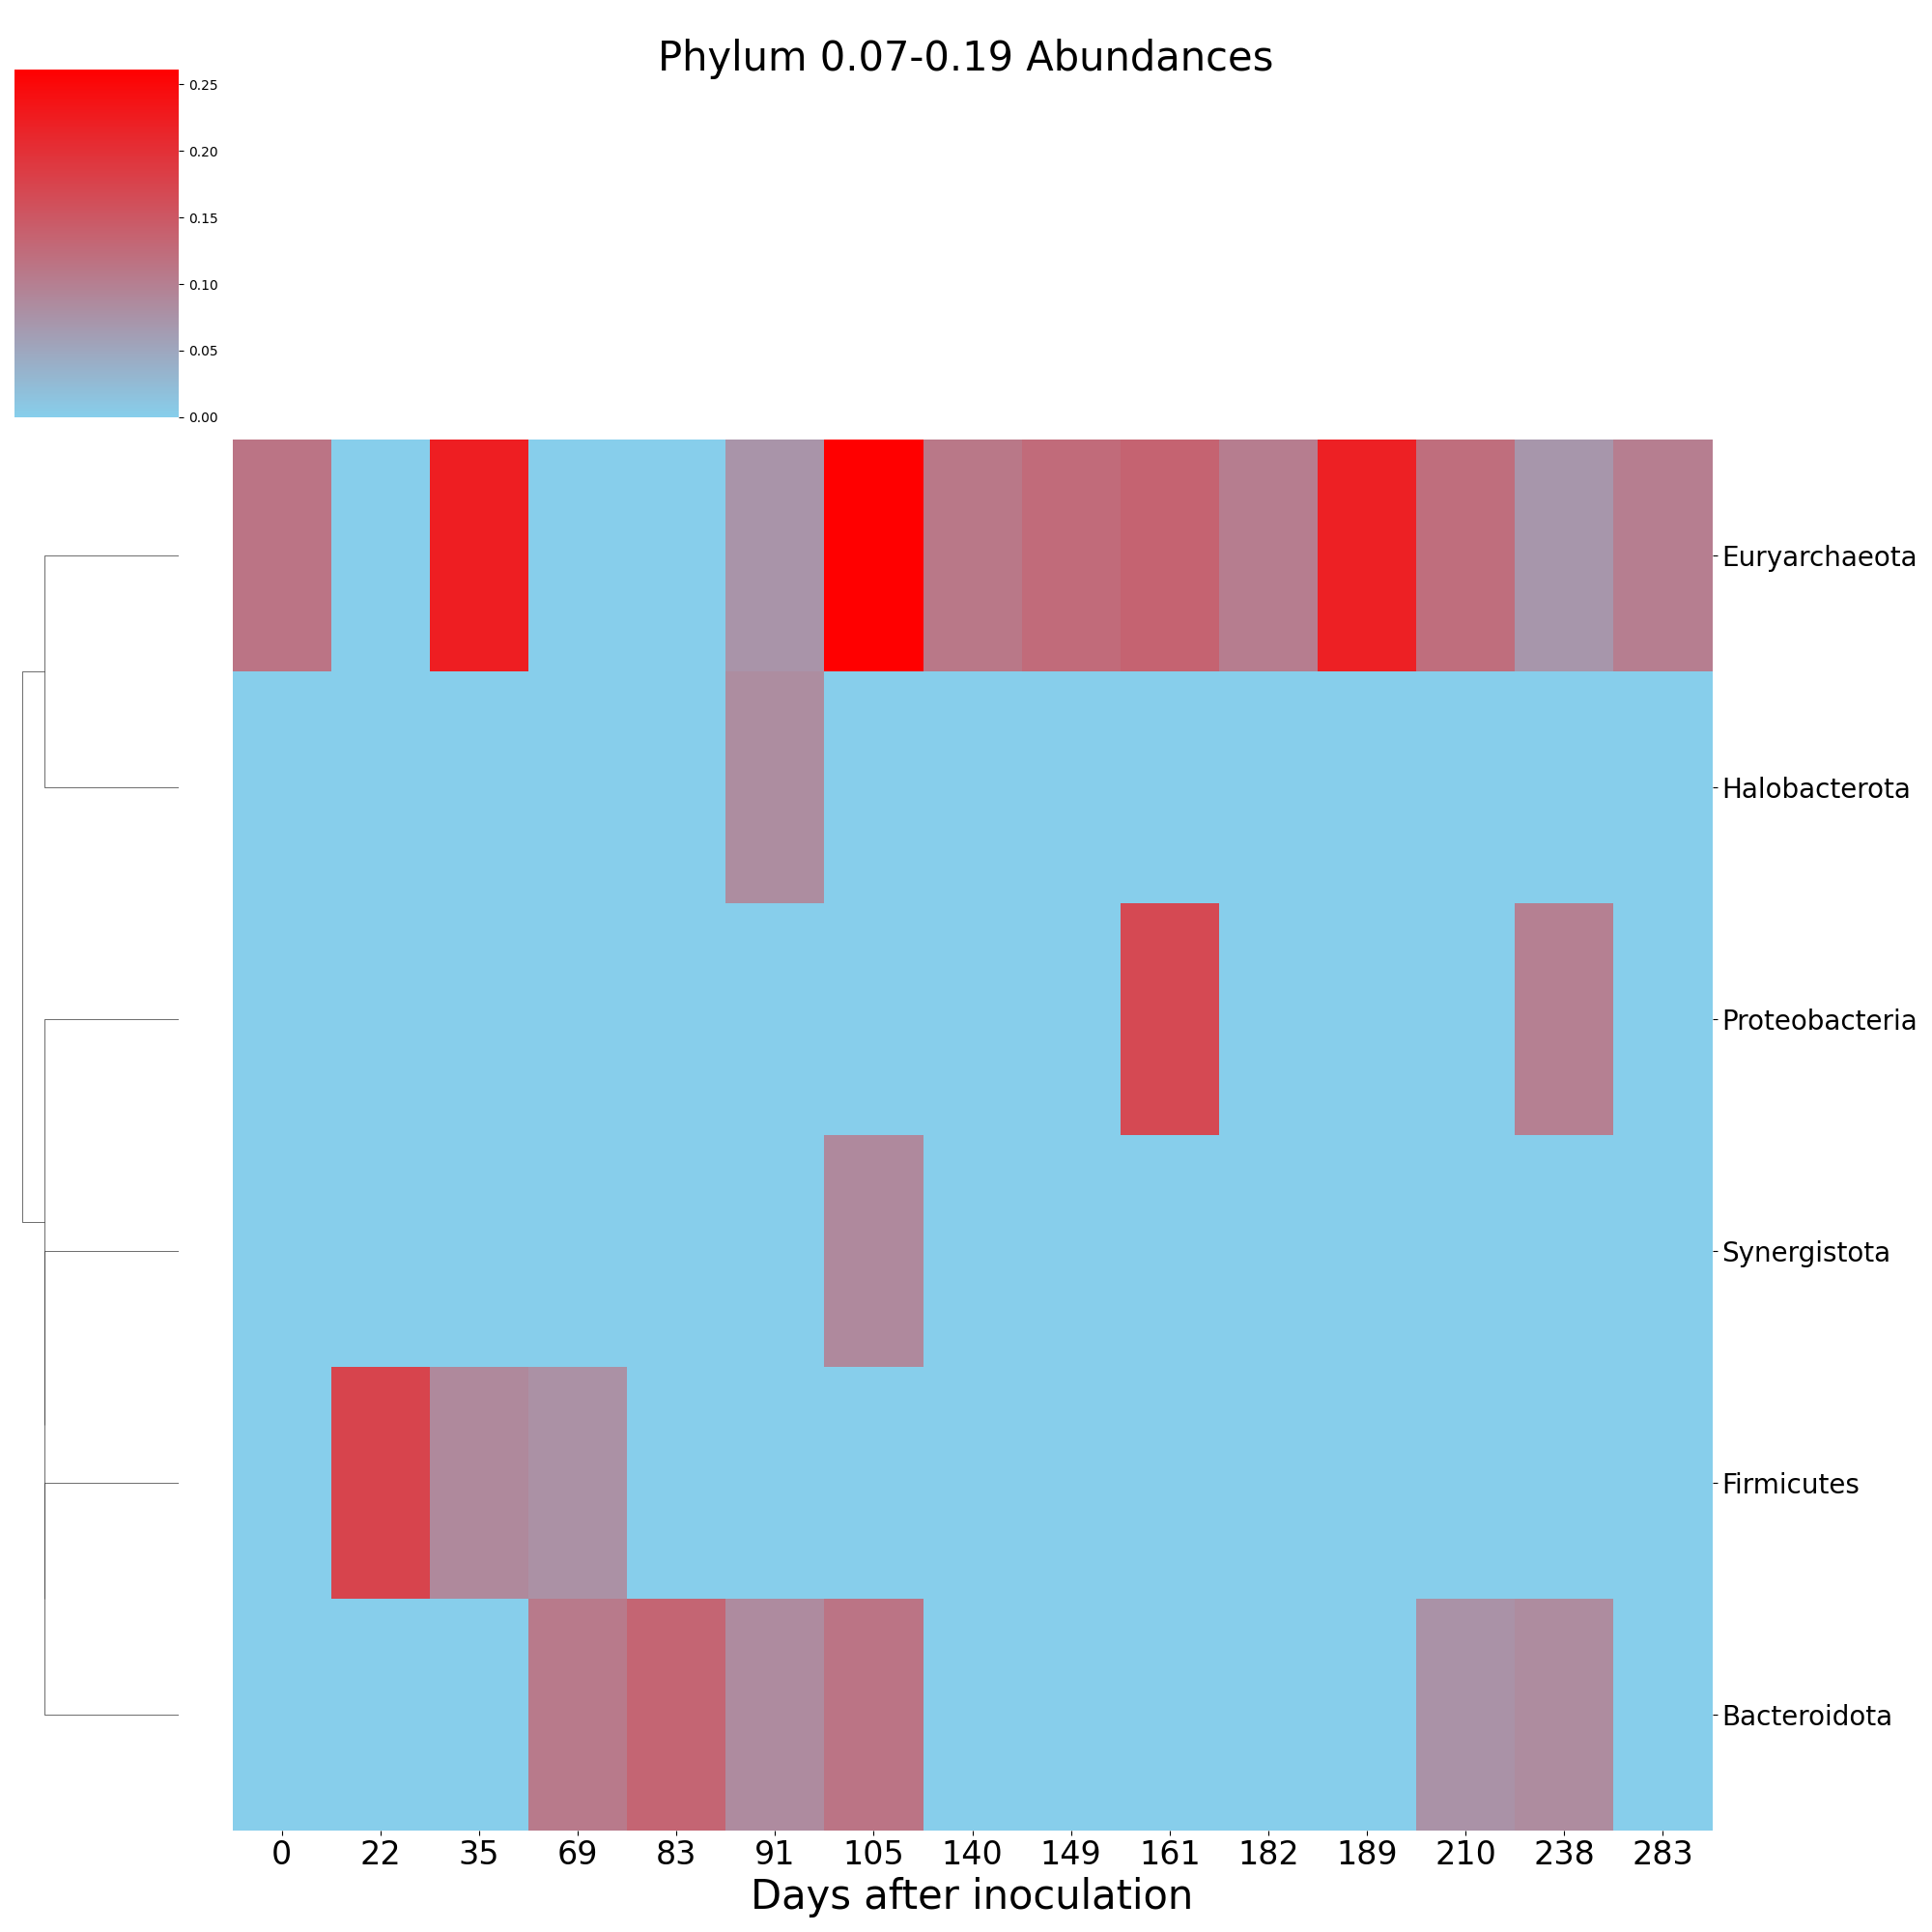 Phylum 0.07-0.19 Abundances
0.25
0.20
0.15
0.10
0.05
0.00
Euryarchaeota
Halobacterota
Proteobacteria
Synergistota
Firmicutes
Bacteroidota
0 22 35 69 83 91 105 140 149 161 182 189 210 238 283
Days after inoculation